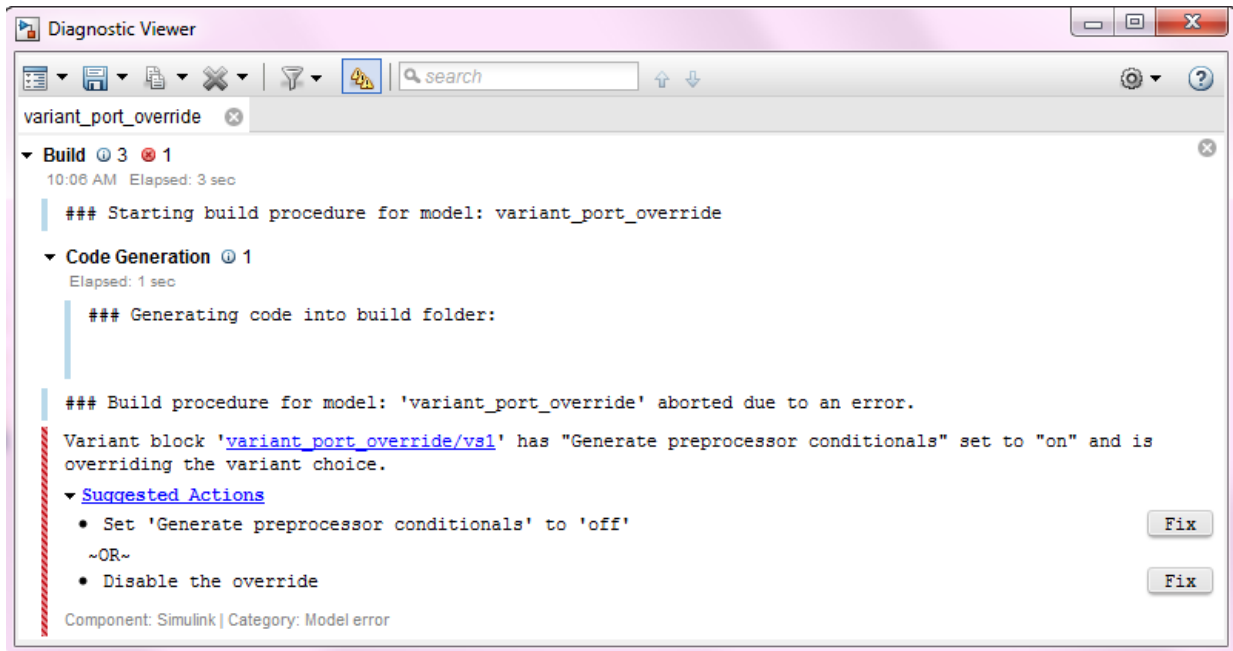 Diagnostic Viewer
search
variant_port_override
Build 3 1
10:06 AM Elapsed: 3 sec
### Starting build procedure for model: variant_port_override
Code Generation 1
Elapsed: 1 sec
### Generating code into build folder:
### Build procedure for model: 'variant_port_override' aborted due to an error.
Variant block 'variant_port_override/vs1' has "Generate preprocessor conditionals" set to "on" and is
overriding the variant choice.
Suggested Actions
• Set 'Generate preprocessor conditionals' to 'off' Fix
~OR~
• Disable the override Fix
Component: Simulink | Category: Model error